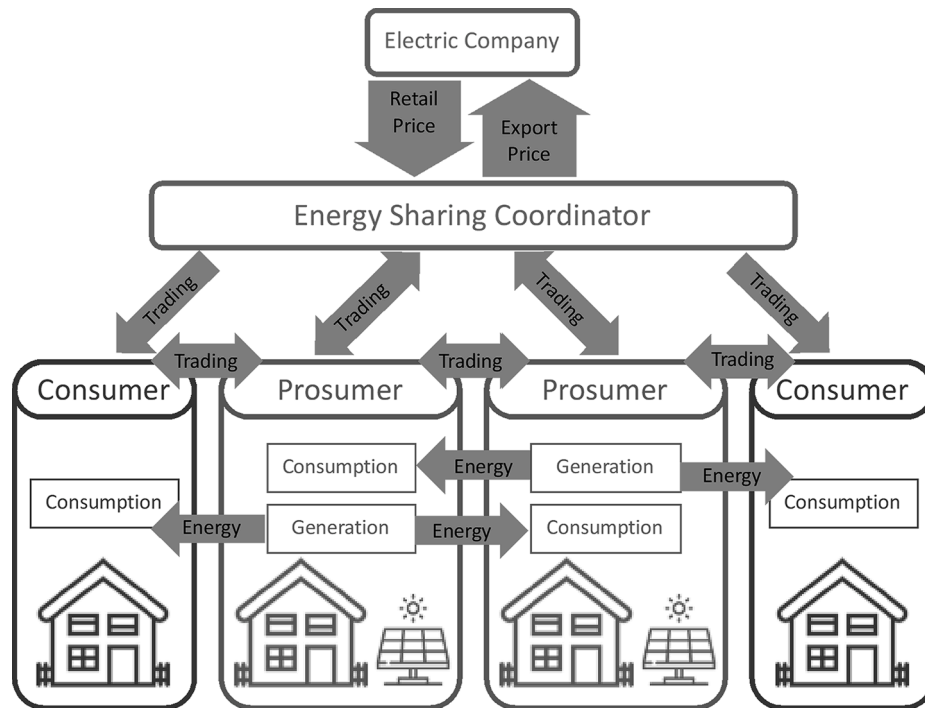 Electric Company
Retail
Price
Export
Price
Energy Sharing Coordinator
Trading
Trading
Trading
Trading
Trading
Trading
Trading
Consumer
Prosumer
Prosumer
Consumer
Consumption
Energy
Generation
Energy
Consumption
Consumption
Energy
Generation
Energy
Consumption
Consumption